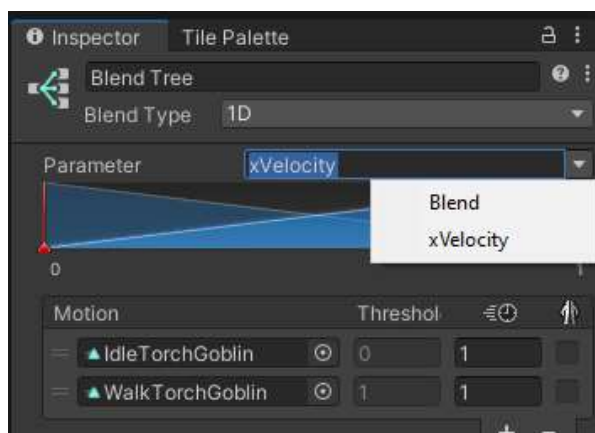 Inspector Tile Palette
Blend Tree
Blend Type 1D
Parameter xVelocity
Blend
xVelocity
0 1
Motion Threshol
IdleTorchGoblin 0 1
WalkTorchGoblin 1 1